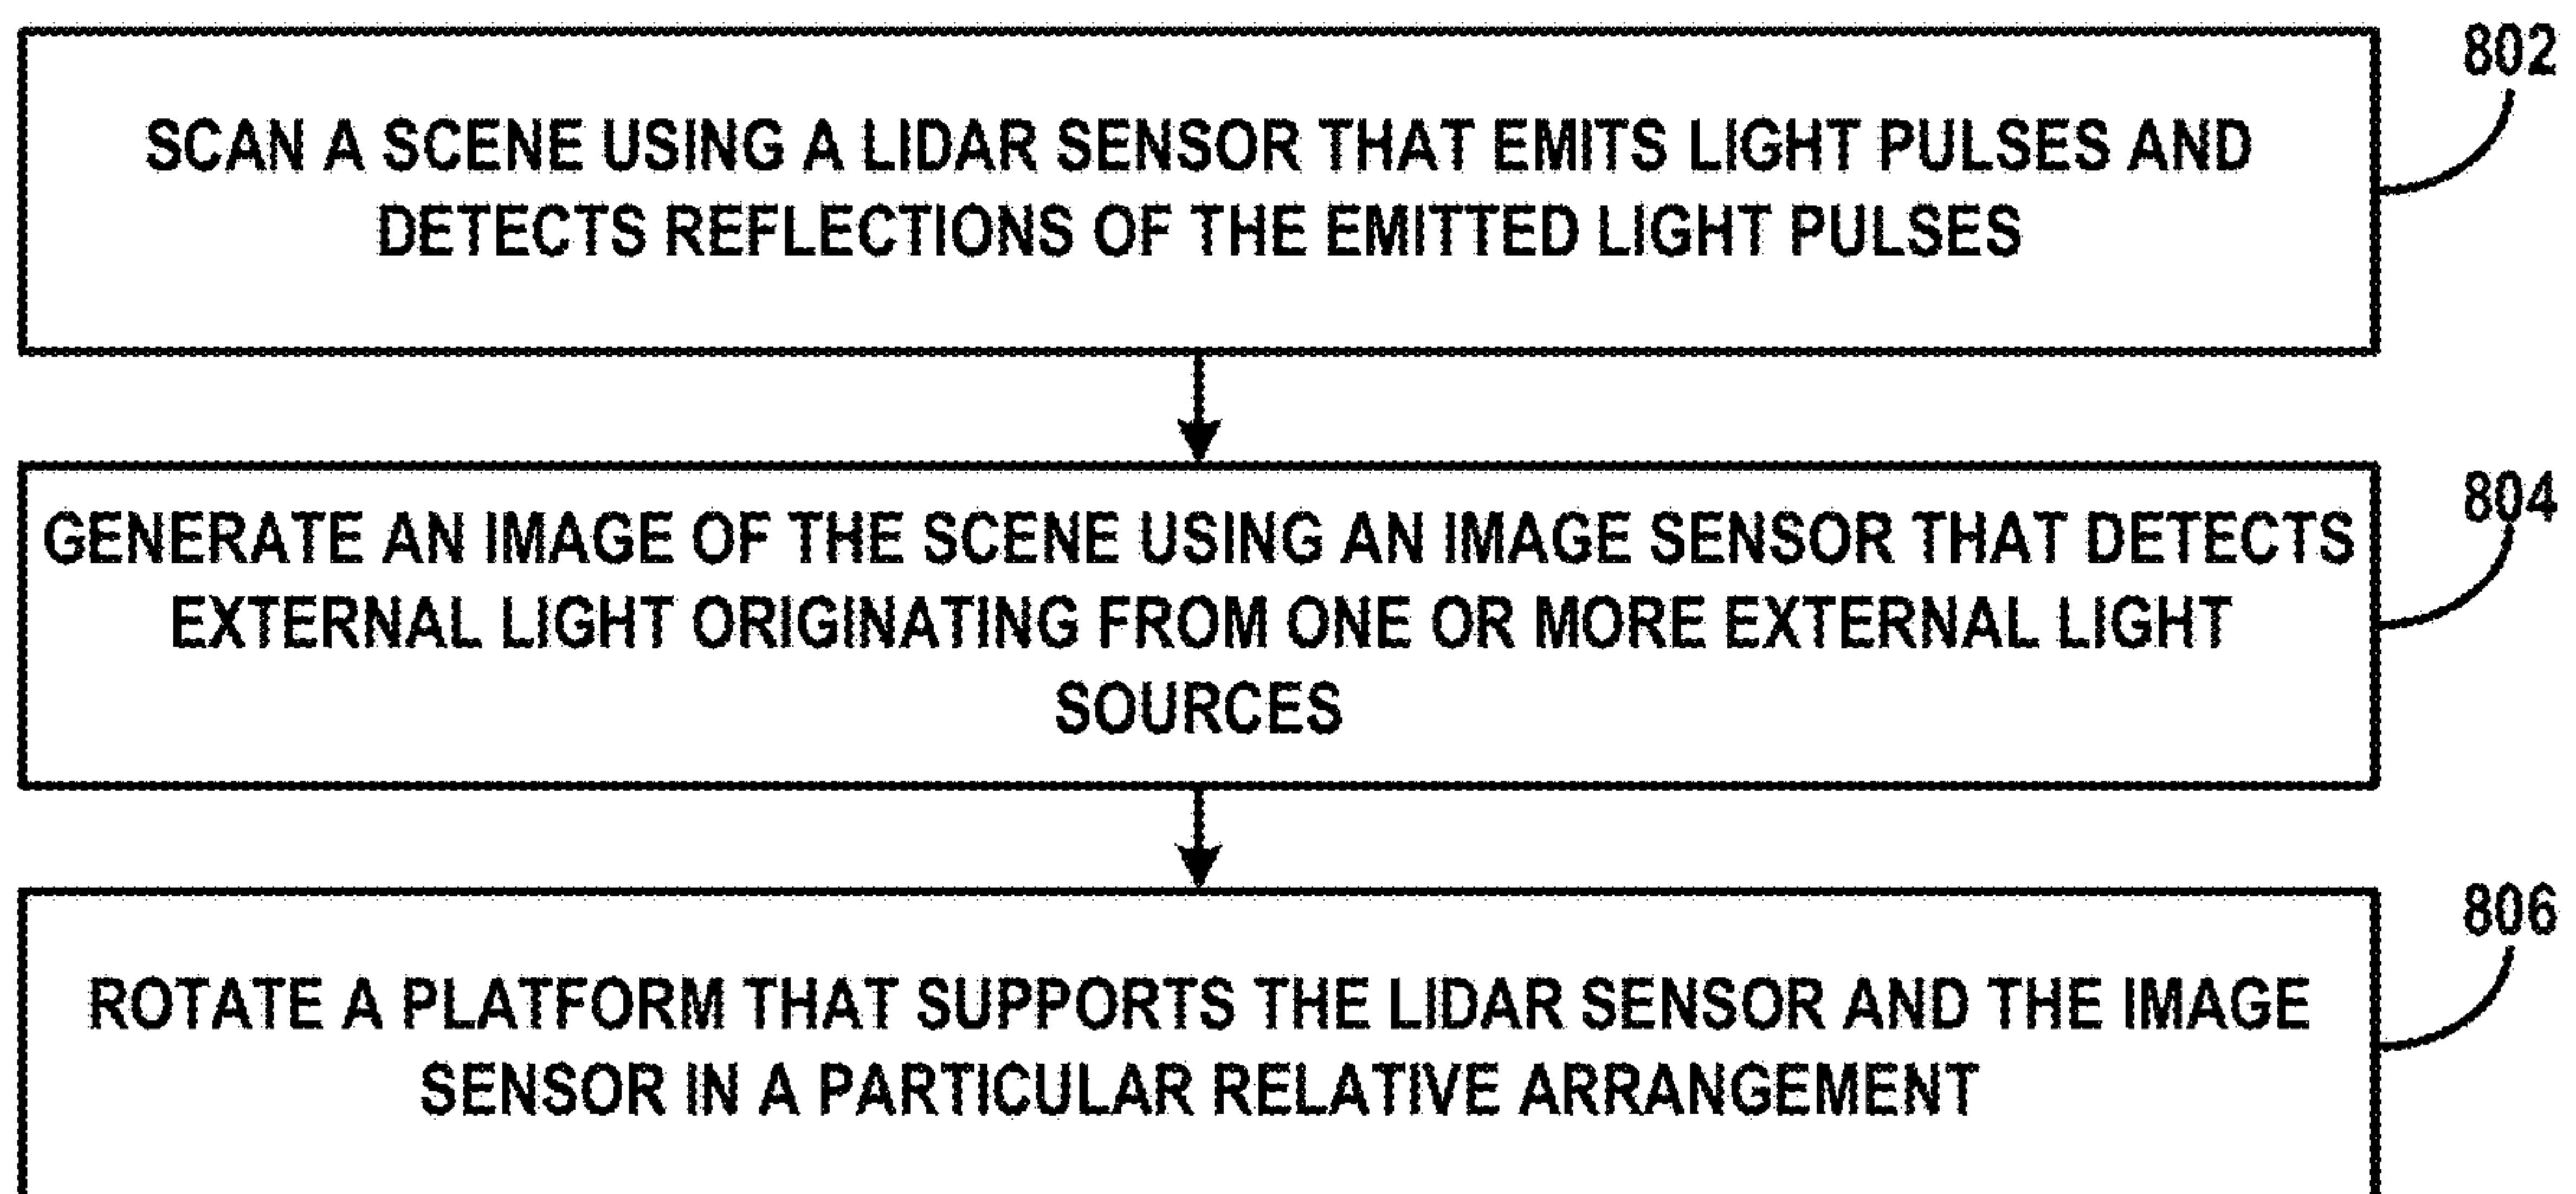 802
SCAN A SCENE USING A LIDAR SENSOR THAT EMITS LIGHT PULSES AND
DETECTS REFLECTIONS OF THE EMITTED LIGHT PULSES
804
GENERATE AN IMAGE OF THE SCENE USING AN IMAGE SENSOR THAT DETECTS
EXTERNAL LIGHT ORIGINATING FROM ONE OR MORE EXTERNAL LIGHT
SOURCES
806
ROTATE A PLATFORM THAT SUPPORTS THE LIDAR SENSOR AND THE IMAGE
SENSOR IN A PARTICULAR RELATIVE ARRANGEMENT